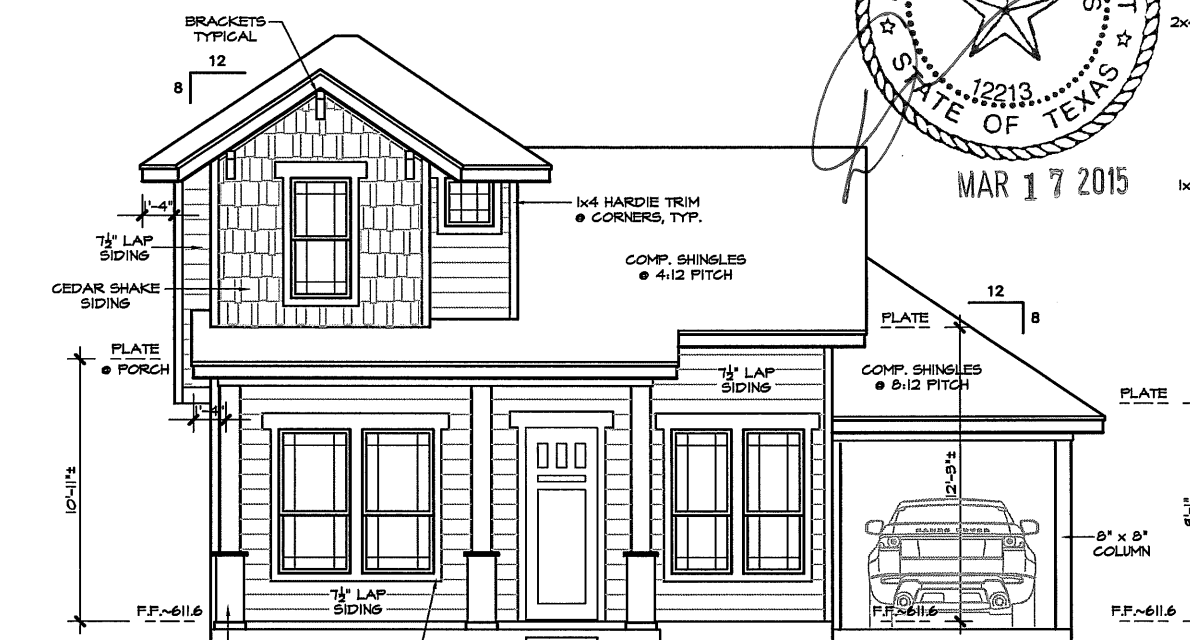 BRACKETS
TYPICAL
12
8
STATE OF TEXAS
12213
MAR 17 2015
2x
1x
1'-4"
1x4 HARDIE TRIM
@ CORNERS, TYP.
7½" LAP
SIDING
COMP. SHINGLES
@ 4:12 PITCH
CEDAR SHAKE
SIDING
12
8
PLATE
PLATE
@ PORCH
7½" LAP
SIDING
COMP. SHINGLES
@ 8:12 PITCH
PLATE
1'-4"
10'-11"±
RANGE ROVER
8" x 8"
COLUMN
7½" LAP
SIDING
F.F.~611.6
F.F.~611.6
F.F.~611.6